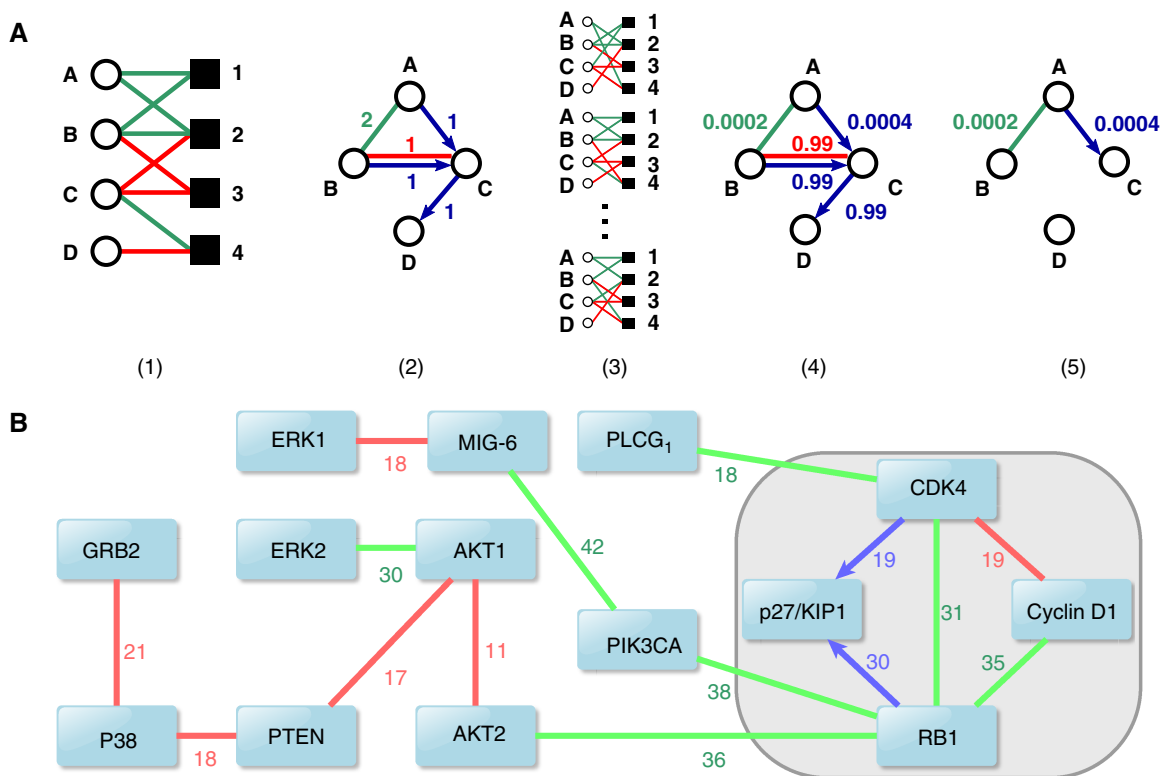 A
A
B
C
D
1
2
3
4
(1)
A
B
C
D
2
1
1
1
1
(2)
A
B
C
D
1
2
3
4
A
B
C
D
1
2
3
4
A
B
C
D
1
2
3
4
(3)
A
B
C
D
0.0002
0.0004
0.99
0.99
0.99
(4)
A
B
C
D
0.0002
0.0004
(5)
B
ERK1
18
MIG-6
PLCG1
18
CDK4
GRB2
ERK2
30
AKT1
42
19
19
p27/KIP1
31
Cyclin D1
21
17
11
PIK3CA
38
30
35
P38
18
PTEN
AKT2
36
RB1